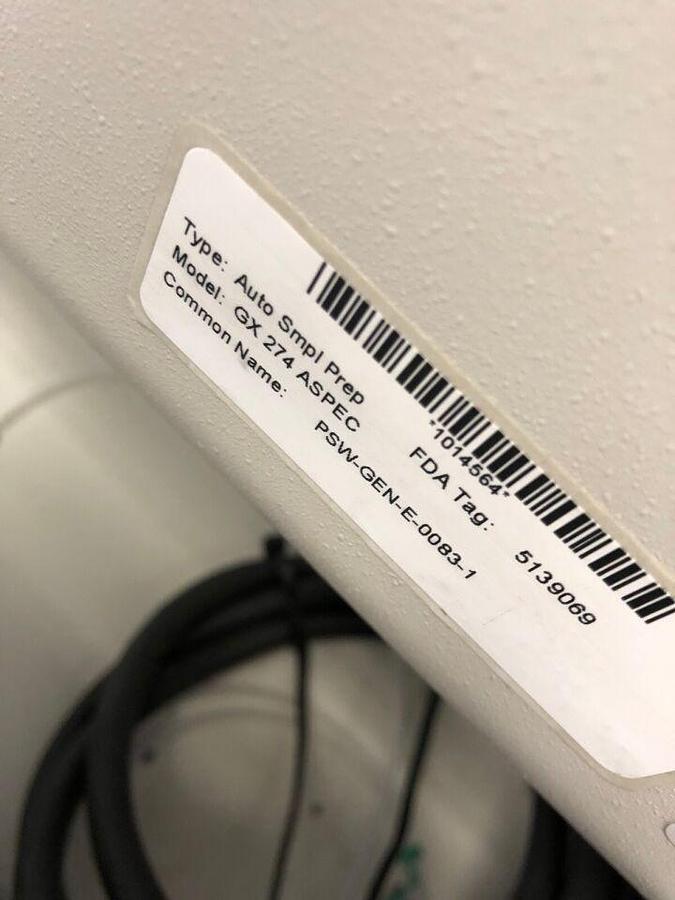 *1014564*
Type: Auto Smpl Prep
Model: GX 274 ASPEC FDA Tag: 5139069
Common Name: PSW-GEN-E-0083-1